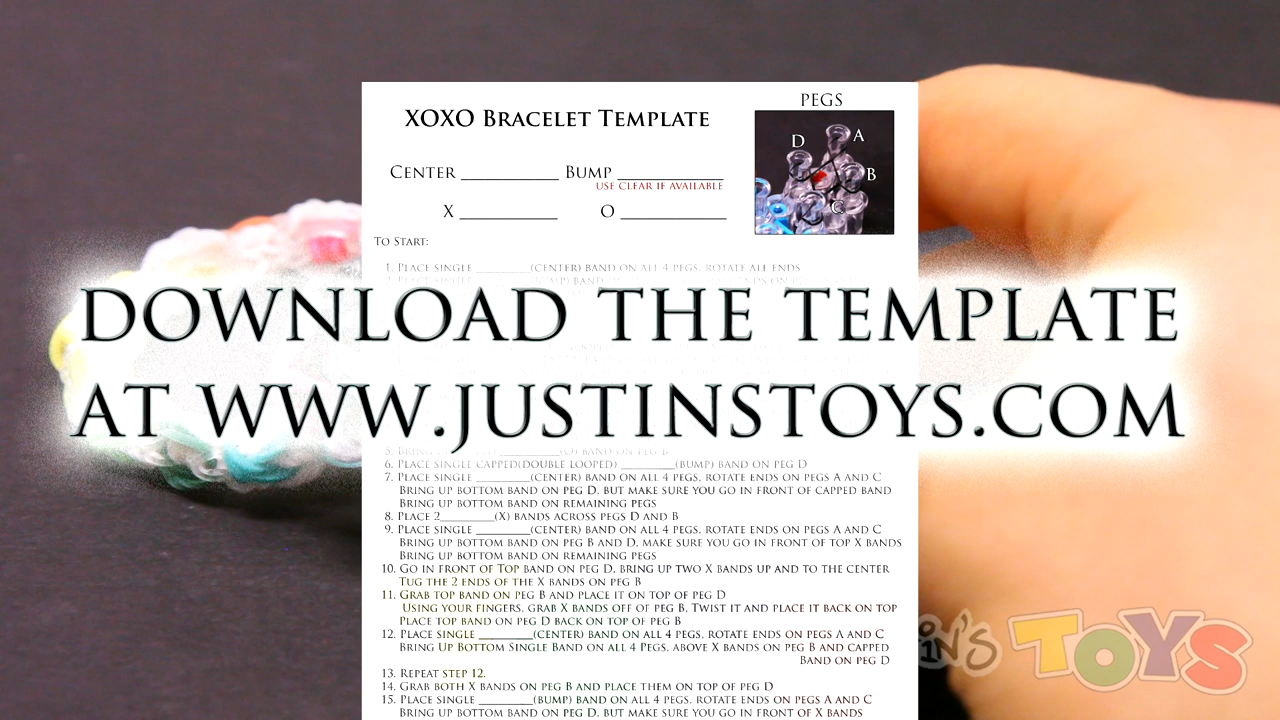 PEGS
XOXO BRACELET TEMPLATE
D
A
B
C
CENTER __________ BUMP ___________
USE CLEAR IF AVAILABLE
X __________ O ___________
TO START:
1. PLACE SINGLE _________(CENTER) BAND ON ALL 4 PEGS. ROTATE ALL ENDS
DOWNLOAD THE TEMPLATE
AT WWW.JUSTINSTOYS.COM
6. PLACE SINGLE CAPPED(DOUBLE LOOPED) _________(BUMP) BAND ON PEG D
7. PLACE SINGLE _________(CENTER) BAND ON ALL 4 PEGS. ROTATE ENDS ON PEGS A AND C
BRING UP BOTTOM BAND ON PEG D. BUT MAKE SURE YOU GO IN FRONT OF CAPPED BAND
BRING UP BOTTOM BAND ON REMAINING PEGS
8. PLACE 2_________(X) BANDS ACROSS PEGS D AND B
9. PLACE SINGLE _________(CENTER) BAND ON ALL 4 PEGS. ROTATE ENDS ON PEGS A AND C
BRING UP BOTTOM BAND ON PEG B AND D. MAKE SURE YOU GO IN FRONT OF TOP X BANDS
BRING UP BOTTOM BAND ON REMAINING PEGS
10. GO IN FRONT OF TOP BAND ON PEG D. BRING UP TWO X BANDS UP AND TO THE CENTER
TUG THE 2 ENDS OF THE X BANDS ON PEG B
11. GRAB TOP BAND ON PEG B AND PLACE IT ON TOP OF PEG D
USING YOUR FINGERS. GRAB X BANDS OFF OF PEG B. TWIST IT AND PLACE IT BACK ON TOP
PLACE TOP BAND ON PEG D BACK ON TOP OF PEG B
12. PLACE SINGLE _________(CENTER) BAND ON ALL 4 PEGS. ROTATE ENDS ON PEGS A AND C
BRING UP BOTTOM SINGLE BAND ON ALL 4 PEGS. ABOVE X BANDS ON PEG B AND CAPPED
BAND ON PEG D
13. REPEAT STEP 12.
14. GRAB BOTH X BANDS ON PEG B AND PLACE THEM ON TOP OF PEG D
15. PLACE SINGLE _________(BUMP) BAND ON ALL 4 PEGS. ROTATE ENDS ON PEGS A AND C
BRING UP BOTTOM BAND ON PEG D. BUT MAKE SURE YOU GO IN FRONT OF X BANDS
TOYS